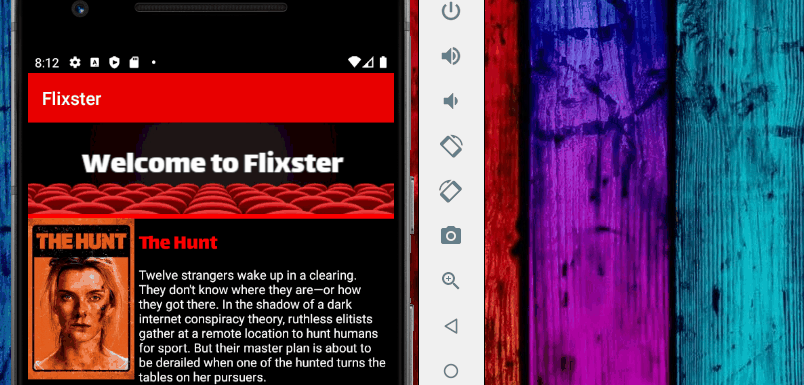 8:12
Flixster
Welcome to Flixster
THE HUNT
The Hunt
Twelve strangers wake up in a clearing.
They don't know where they are—or how
they got there. In the shadow of a dark
internet conspiracy theory, ruthless elitists
gather at a remote location to hunt humans
for sport. But their master plan is about to
be derailed when one of the hunted turns the
tables on her pursuers.